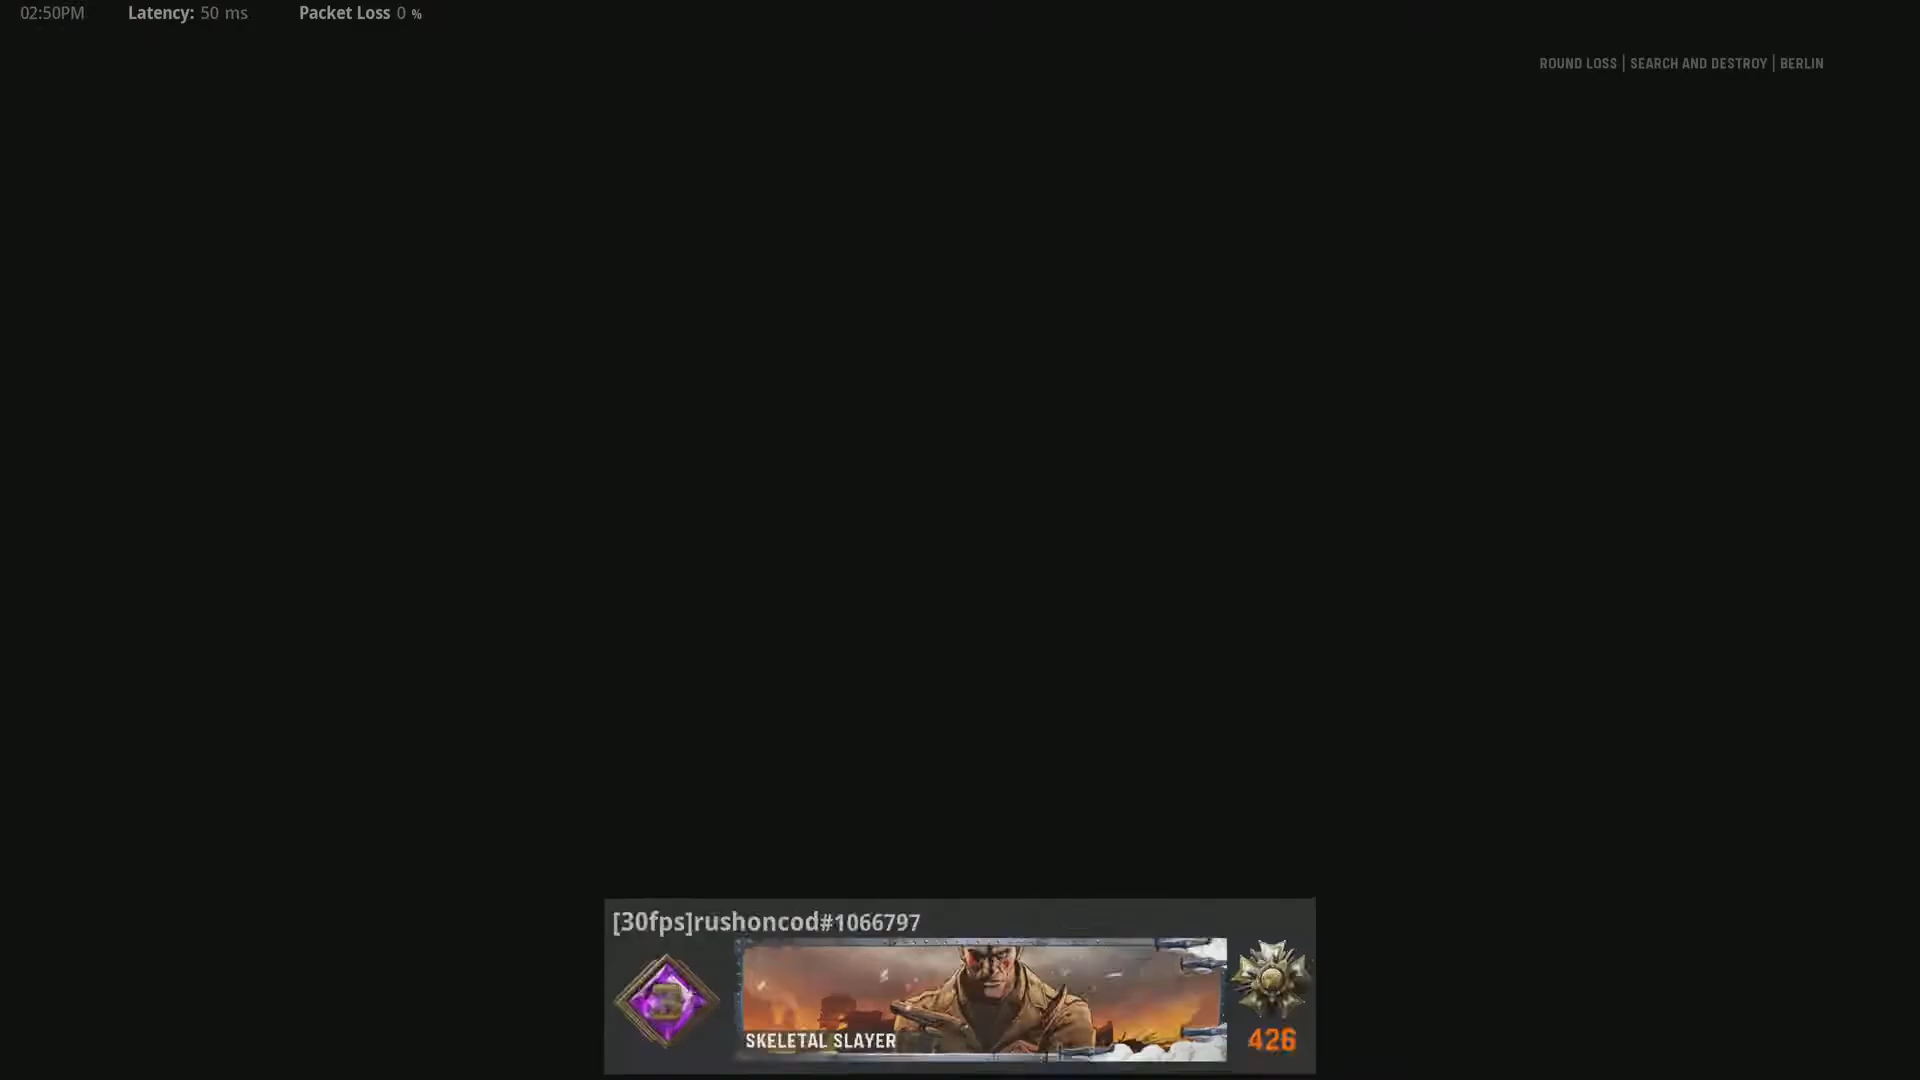 02:50PM Latency: 50 ms Packet Loss 0 %
ROUND LOSS | SEARCH AND DESTROY | BERLIN
[30fps]rushoncod#1066797
SKELETAL SLAYER
426